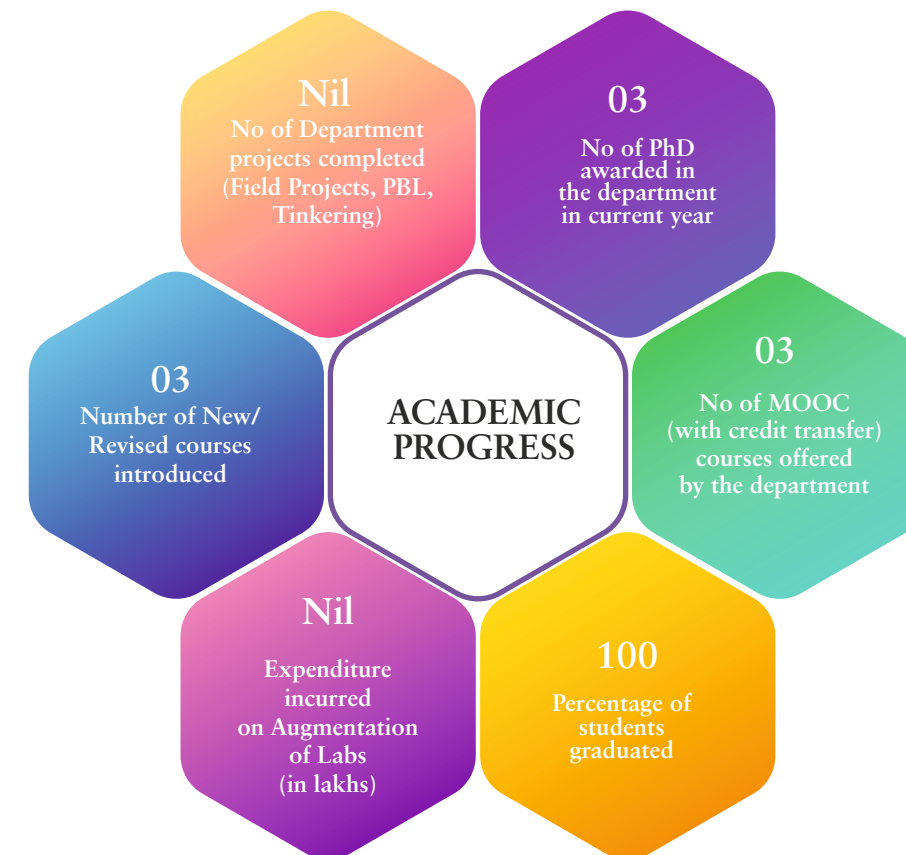 Nil
No of Department
projects completed
(Field Projects, PBL,
Tinkering)
03
No of PhD
awarded in
the department
in current year
03
Number of New/
Revised courses
introduced
ACADEMIC
PROGRESS
03
No of MOOC
(with credit transfer)
courses offered
by the department
Nil
Expenditure
incurred
on Augmentation
of Labs
(in lakhs)
100
Percentage of
students
graduated